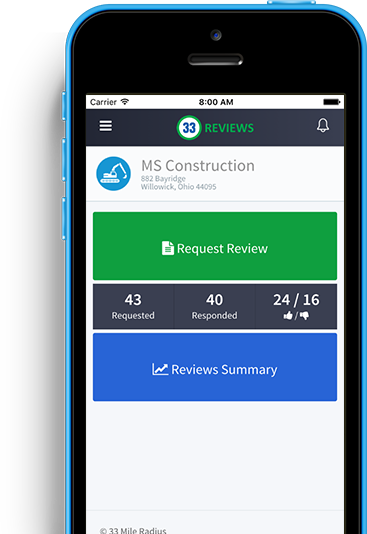 Carrier 8:00 AM
33 REVIEWS
MS Construction
882 Bayridge
Willowick, Ohio 44095
Request Review
43 40 24 / 16
Requested Responded /
Reviews Summary
© 33 Mile Radius